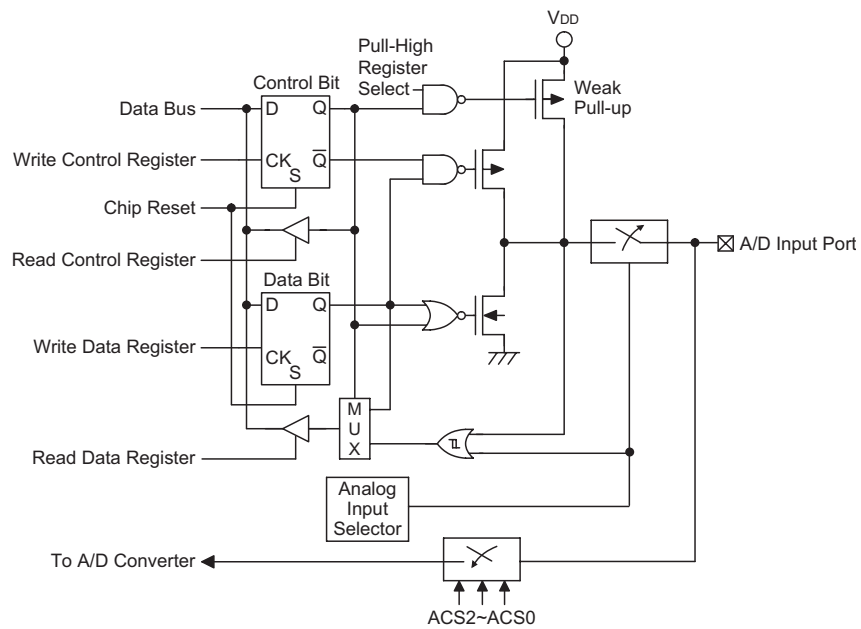 VDD
Pull-High
Register
Select
Control Bit
Weak
Pull-up
Data Bus
D
Q
Write Control Register
CK
Q̅
S
Chip Reset
Read Control Register
A/D Input Port
Data Bit
D
Q
Write Data Register
CK
Q̅
S
M
U
X
Read Data Register
Analog
Input
Selector
To A/D Converter
ACS2~ACS0